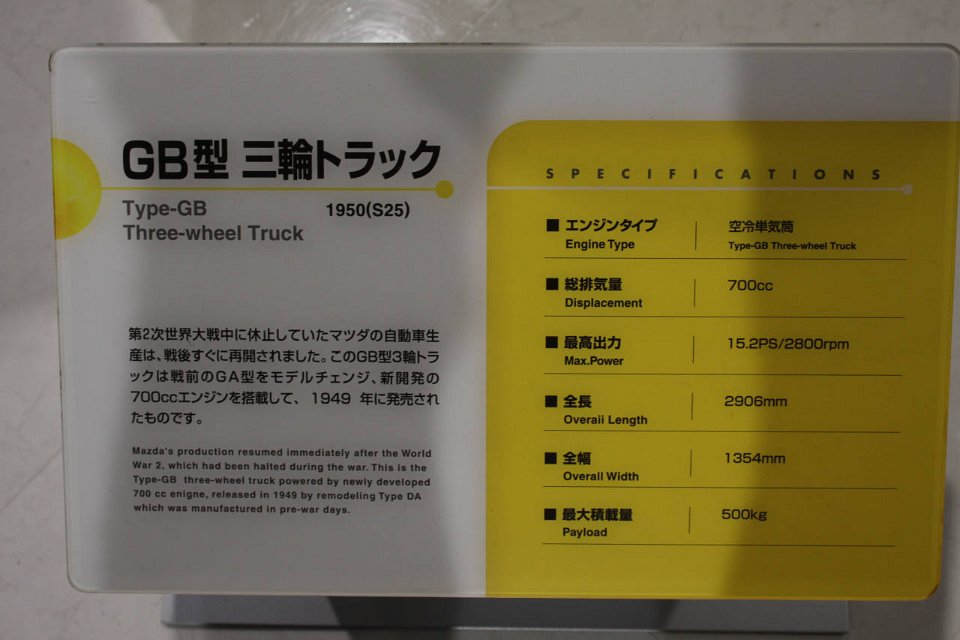 GB型 三輪トラック
Type-GB 1950(S25)
Three-wheel Truck
第2次世界大戦中に休止していたマツダの自動車生
産は、戦後すぐに再開されました。このGB型3輪トラ
ックは戦前のGA型をモデルチェンジ、新開発の
700ccエンジンを搭載して、1949 年に発売され
たものです。
Mazda's production resumed immediately after the World
War 2, which had been halted during the war. This is the
Type-GB three-wheel truck powered by newly developed
700 cc enigne, released in 1949 by remodeling Type DA
which was manufactured in pre-war days.
SPECIFICATIONS
■ エンジンタイプ 空冷単気筒
Engine Type Type-GB Three-wheel Truck
■ 総排気量 700cc
Displacement
■ 最高出力 15.2PS/2800rpm
Max.Power
■ 全長 2906mm
Overaii Length
■ 全幅 1354mm
Overall Width
■ 最大積載量 500kg
Payload